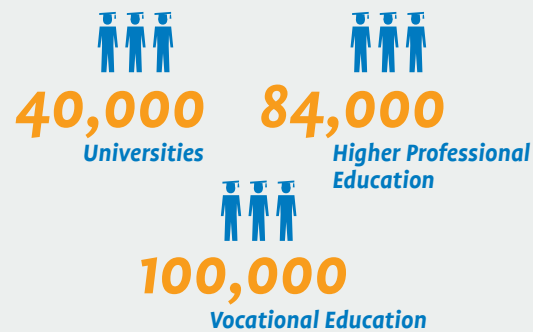 40,000
Universities
84,000
Higher Professional
Education
100,000
Vocational Education